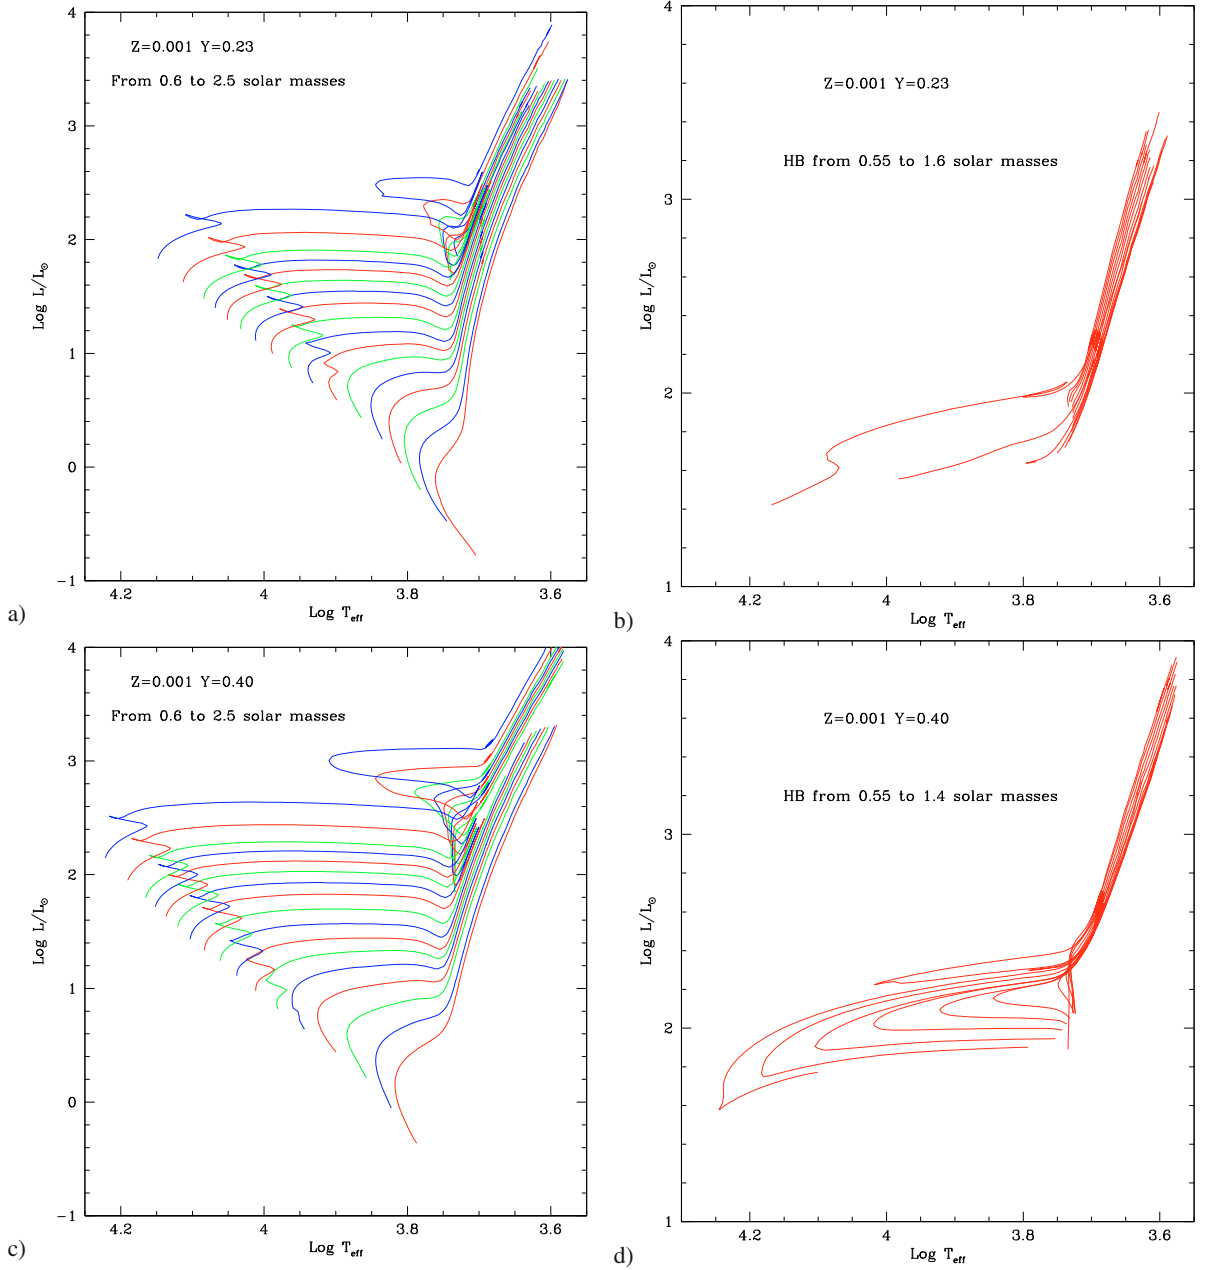 Z=0.001 Y=0.23
From 0.6 to 2.5 solar masses
4
3
2
1
0
−1
Log L/L⊙
4.2
4
3.8
3.6
Log Teff
a)
Z=0.001 Y=0.23
HB from 0.55 to 1.6 solar masses
4
3
2
1
Log L/L⊙
4.2
4
3.8
3.6
Log Teff
b)
Z=0.001 Y=0.40
From 0.6 to 2.5 solar masses
4
3
2
1
0
−1
Log L/L⊙
4.2
4
3.8
3.6
Log Teff
c)
Z=0.001 Y=0.40
HB from 0.55 to 1.4 solar masses
4
3
2
1
Log L/L⊙
4.2
4
3.8
3.6
Log Teff
d)